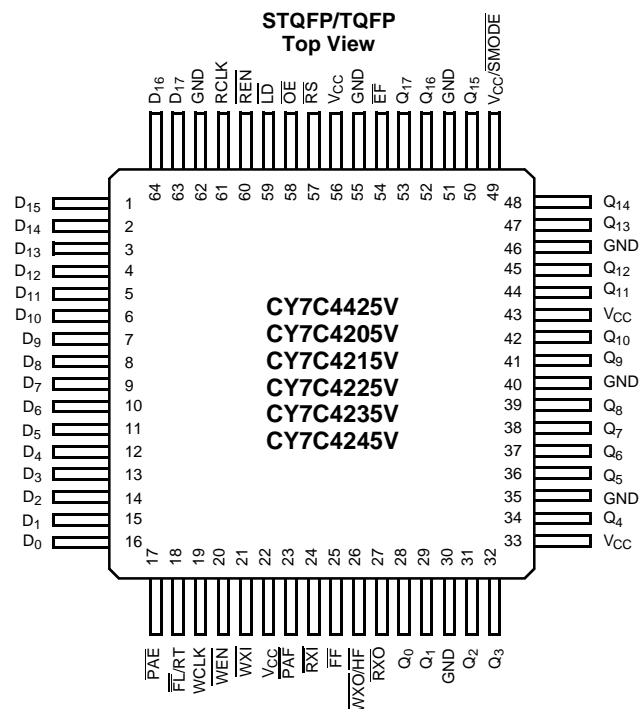 STQFP/TQFP
Top View
D16 D17 GND RCLK REN LD OE RS VCC GND EF Q17 Q16 GND Q15 VCC/SMODE
64 63 62 61 60 59 58 57 56 55 54 53 52 51 50 49
D15 1 48 Q14
D14 2 47 Q13
D13 3 46 GND
D12 4 45 Q12
D11 5 44 Q11
D10 6 43 VCC
D9 7 42 Q10
D8 8 41 Q9
D7 9 40 GND
D6 10 39 Q8
D5 11 38 Q7
D4 12 37 Q6
D3 13 36 Q5
D2 14 35 GND
D1 15 34 Q4
D0 16 33 VCC
CY7C4425V
CY7C4205V
CY7C4215V
CY7C4225V
CY7C4235V
CY7C4245V
17 18 19 20 21 22 23 24 25 26 27 28 29 30 31 32
PAE FL/RT WCLK WEN WXI VCC PAF RXI FF WXO/HF RXO Q0 Q1 GND Q2 Q3